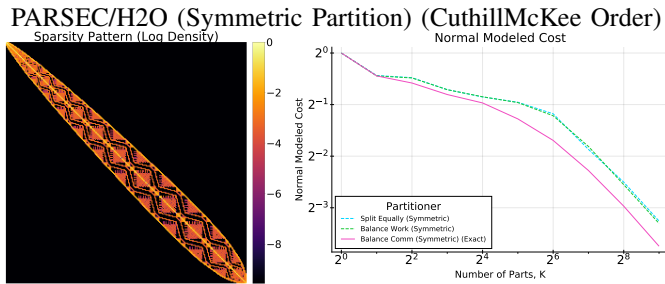 PARSEC/H2O (Symmetric Partition) (CuthillMcKee Order)
Sparsity Pattern (Log Density)
0
−2
−4
−6
−8
Normal Modeled Cost
Normal Modeled Cost
2^0
2^−1
2^−2
2^−3
Partitioner
Split Equally (Symmetric)
Balance Work (Symmetric)
Balance Comm (Symmetric) (Exact)
2^0 2^2 2^4 2^6 2^8
Number of Parts, K